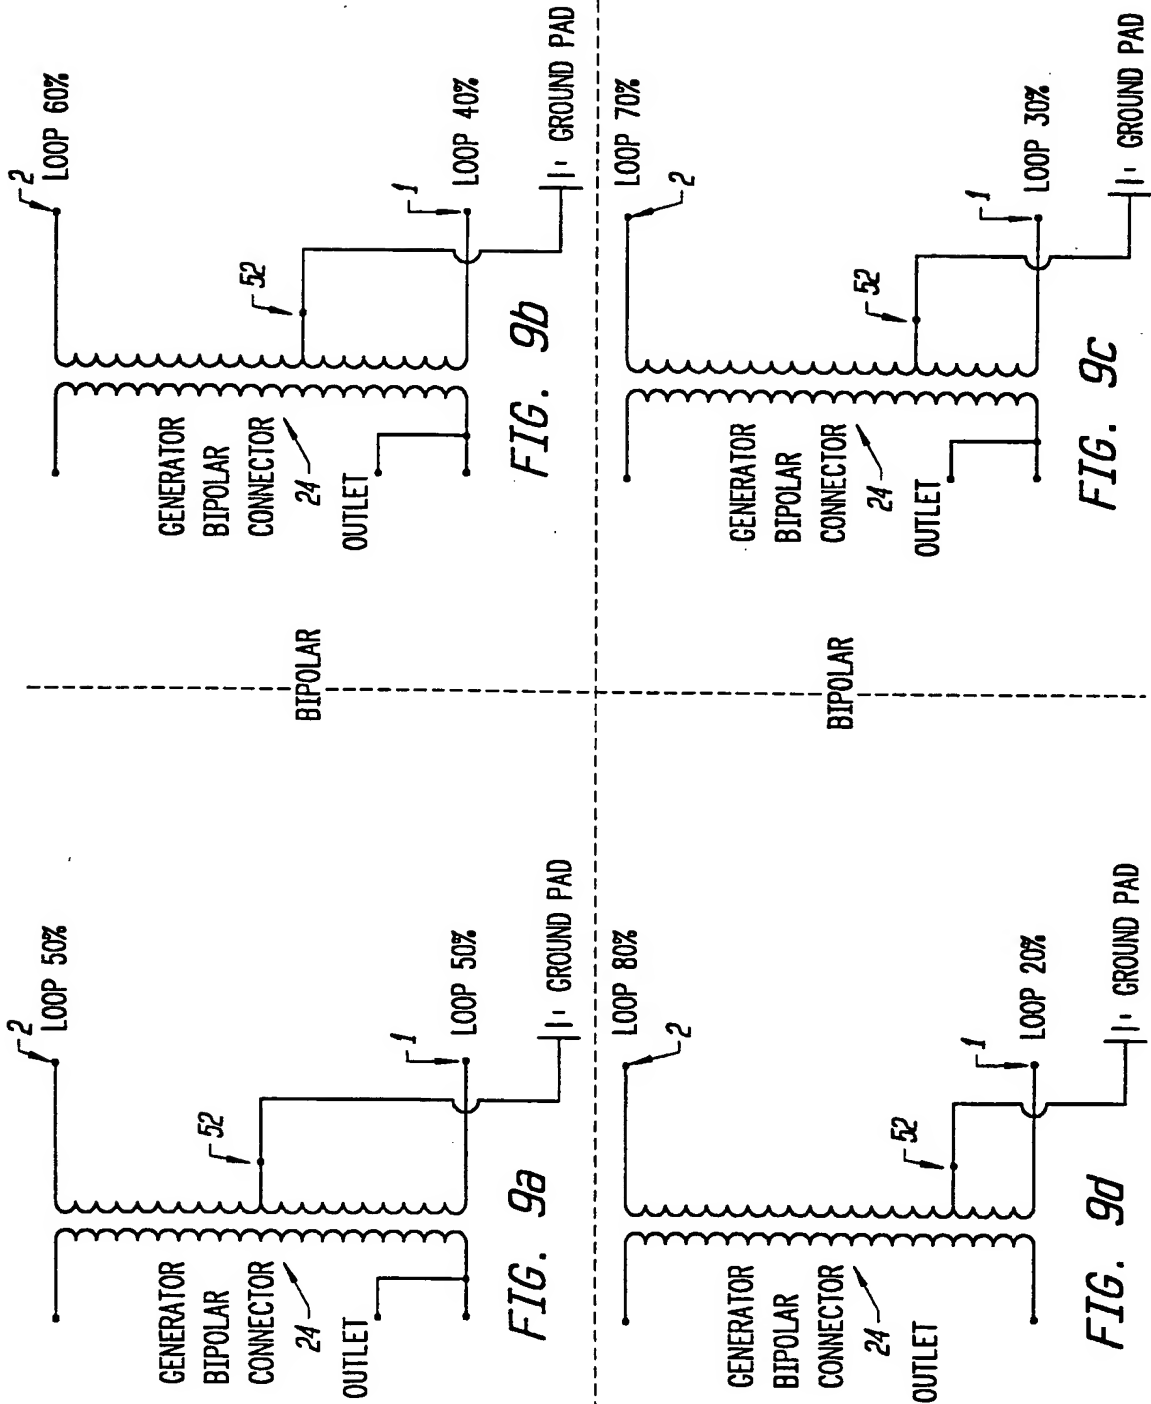 2
LOOP 50%
52
1
LOOP 50%
GROUND PAD
GENERATOR
BIPOLAR
CONNECTOR
24
OUTLET
FIG. 9a
BIPOLAR
2
LOOP 60%
52
1
LOOP 40%
GROUND PAD
GENERATOR
BIPOLAR
CONNECTOR
24
OUTLET
FIG. 9b
LOOP 80%
2
52
1
LOOP 20%
GROUND PAD
GENERATOR
BIPOLAR
CONNECTOR
24
OUTLET
FIG. 9d
BIPOLAR
LOOP 70%
2
52
1
LOOP 30%
GROUND PAD
GENERATOR
BIPOLAR
CONNECTOR
24
OUTLET
FIG. 9c